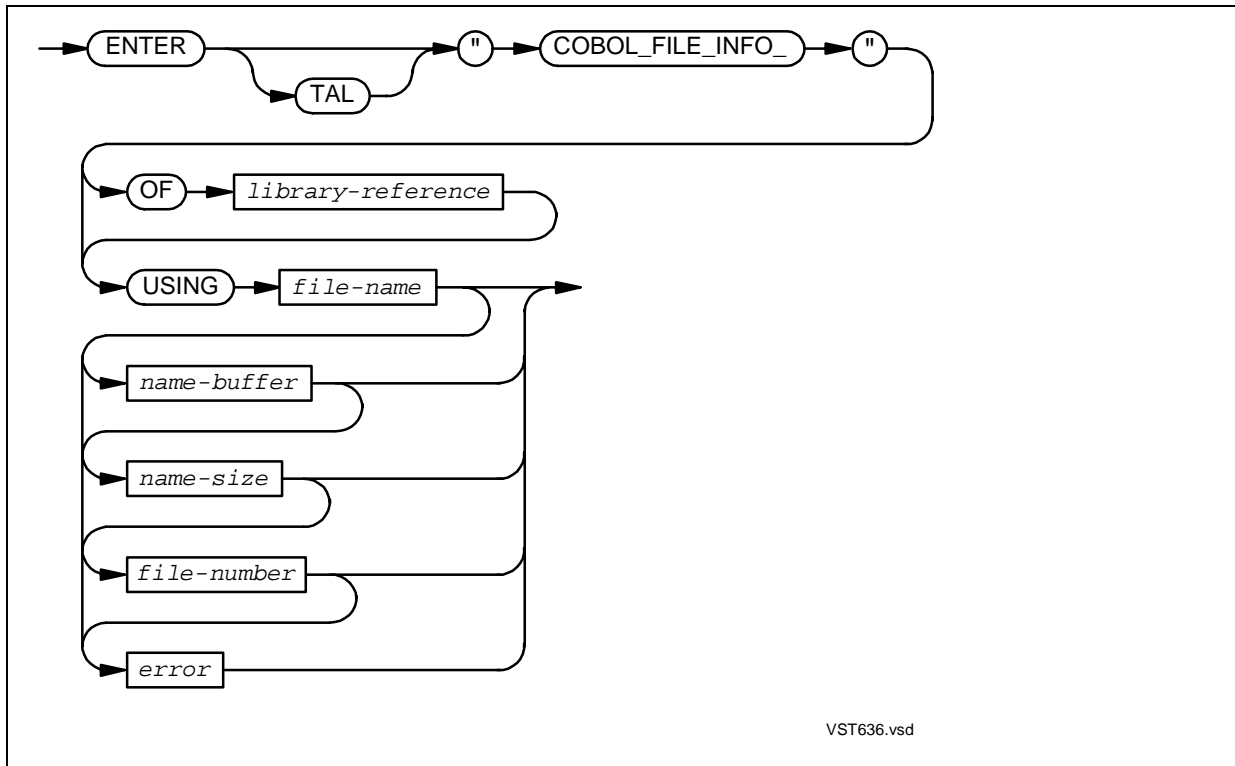 ENTER " COBOL_FILE_INFO_ "
TAL
OF library-reference
USING file-name
name-buffer
name-size
file-number
error
VST636.vsd